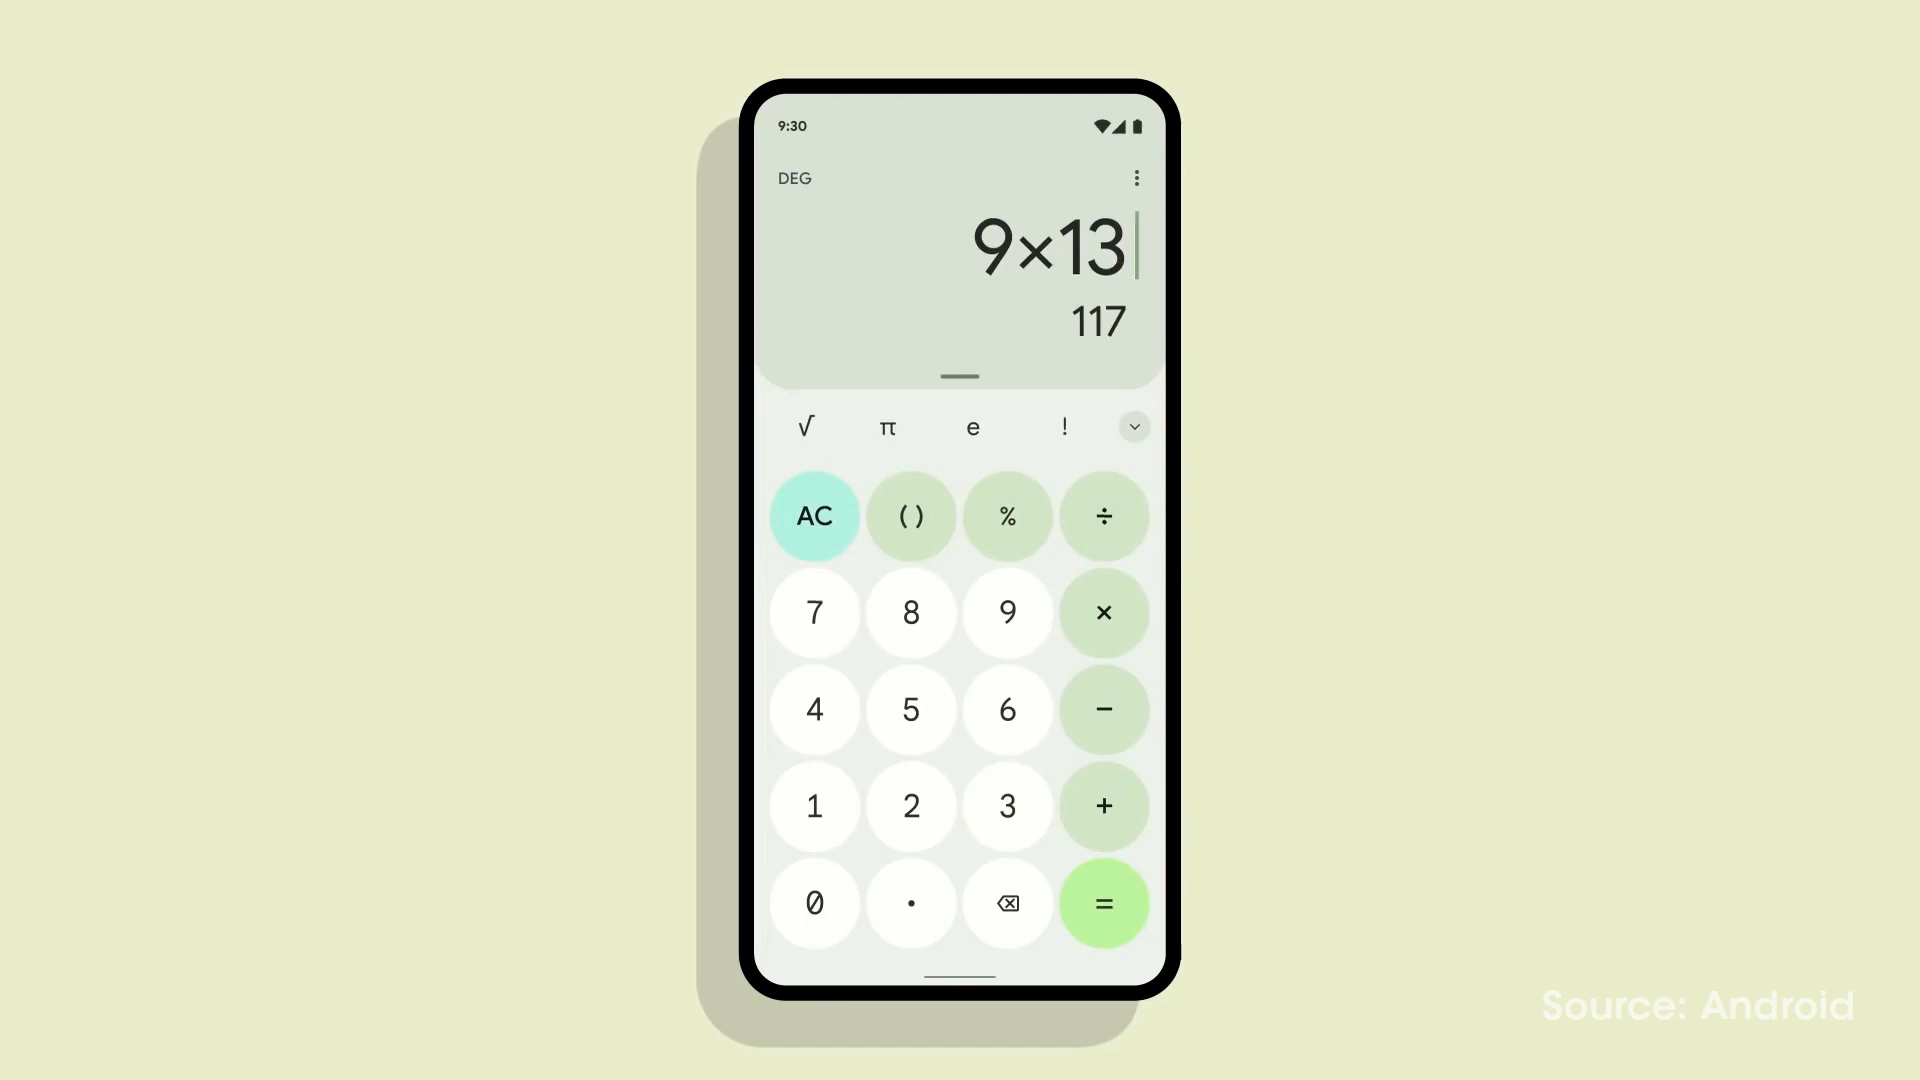 9:30
DEG
9×13
117
√ π e !
AC ( ) % ÷
7 8 9 ×
4 5 6 −
1 2 3 +
0 . =
Source: Android